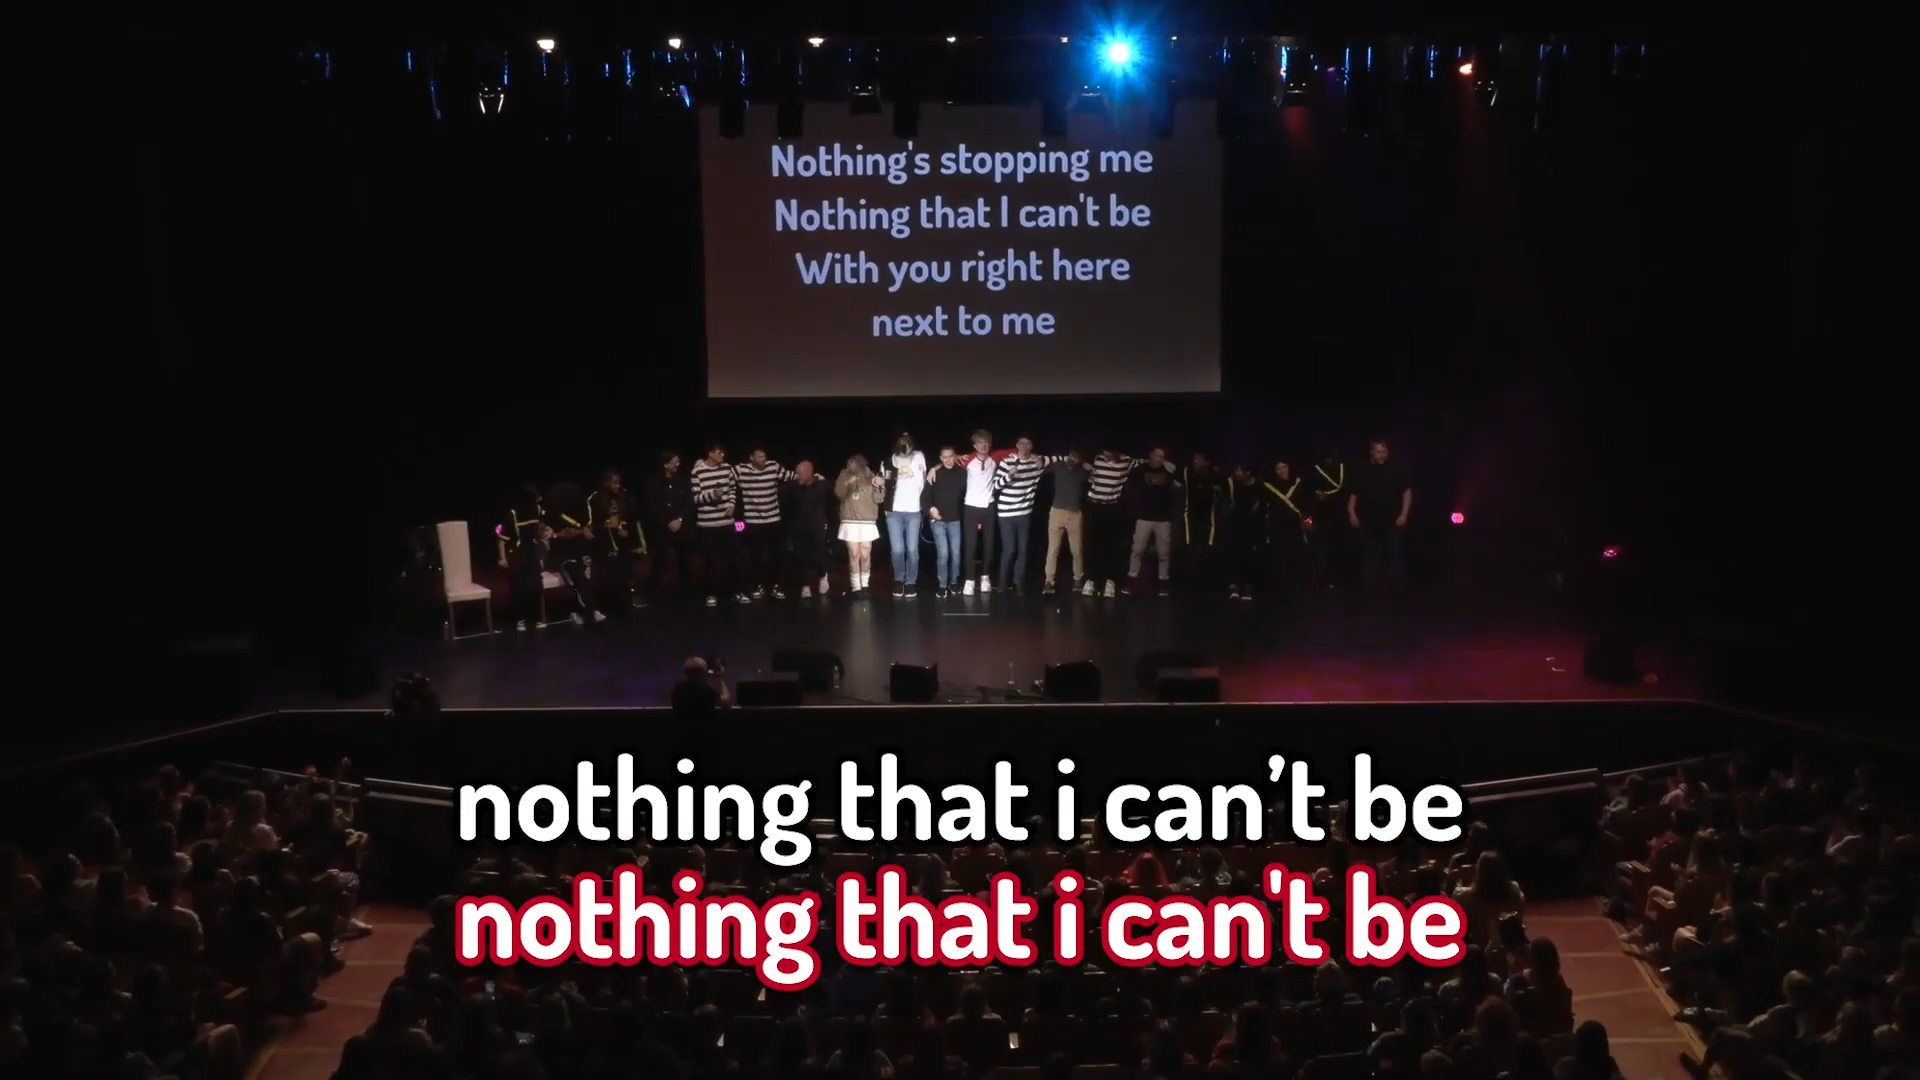 Nothing's stopping me
Nothing that I can't be
With you right here
next to me
nothing that i can’t be
nothing that i can't be